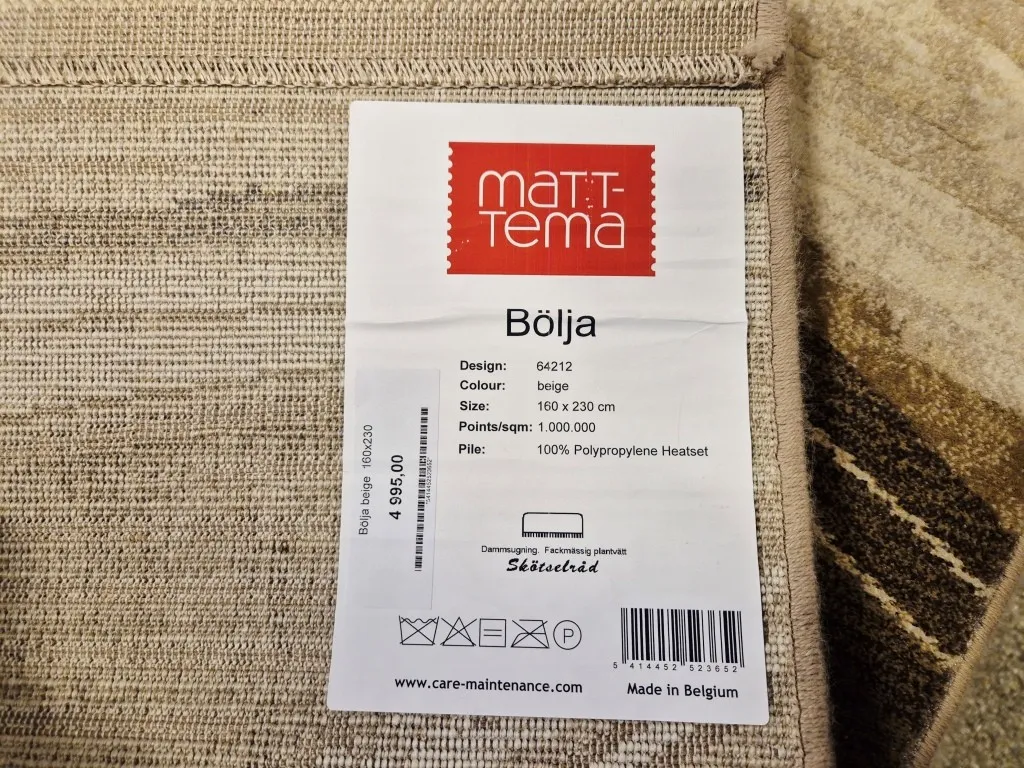 matt-
tema
Bölja
Design: 64212
Colour: beige
Size: 160 x 230 cm
Points/sqm: 1.000.000
Pile: 100% Polypropylene Heatset
Bölja beige 160x230
4 995,00
Dammsugning. Fackmässig plantvätt
Skötselråd
P
5 414452 523652
www.care-maintenance.com
Made in Belgium